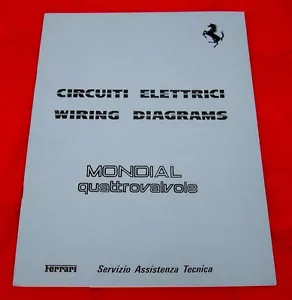 CIRCUITI ELETTRICI
WIRING DIAGRAMS
MONDIAL
quattrovalvole
Ferrari Servizio Assistenza Tecnica